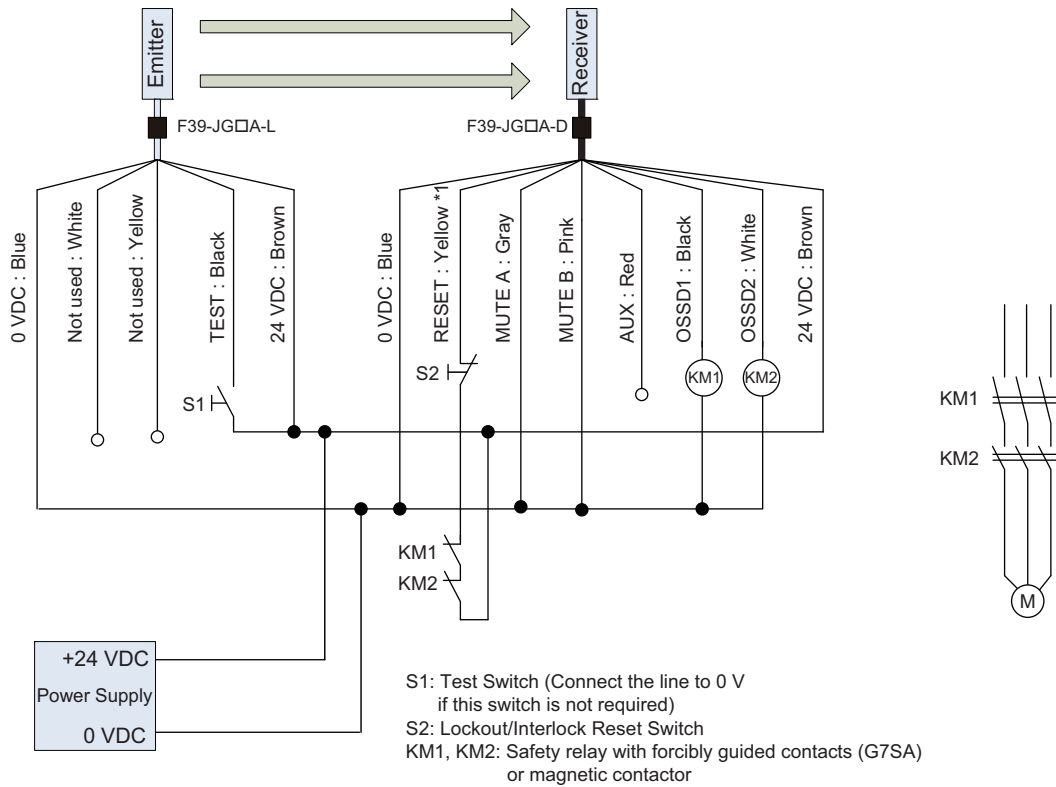 Emitter
Receiver
F39-JG□A-L
F39-JG□A-D
0 VDC : Blue
Not used : White
Not used : Yellow
TEST : Black
24 VDC : Brown
0 VDC : Blue
RESET : Yellow *1
MUTE A : Gray
MUTE B : Pink
AUX : Red
OSSD1 : Black
OSSD2 : White
24 VDC : Brown
S1
S2
KM1
KM2
KM1
KM2
KM1
KM2
M
+24 VDC
Power Supply
0 VDC
S1: Test Switch (Connect the line to 0 V
if this switch is not required)
S2: Lockout/Interlock Reset Switch
KM1, KM2: Safety relay with forcibly guided contacts (G7SA)
or magnetic contactor